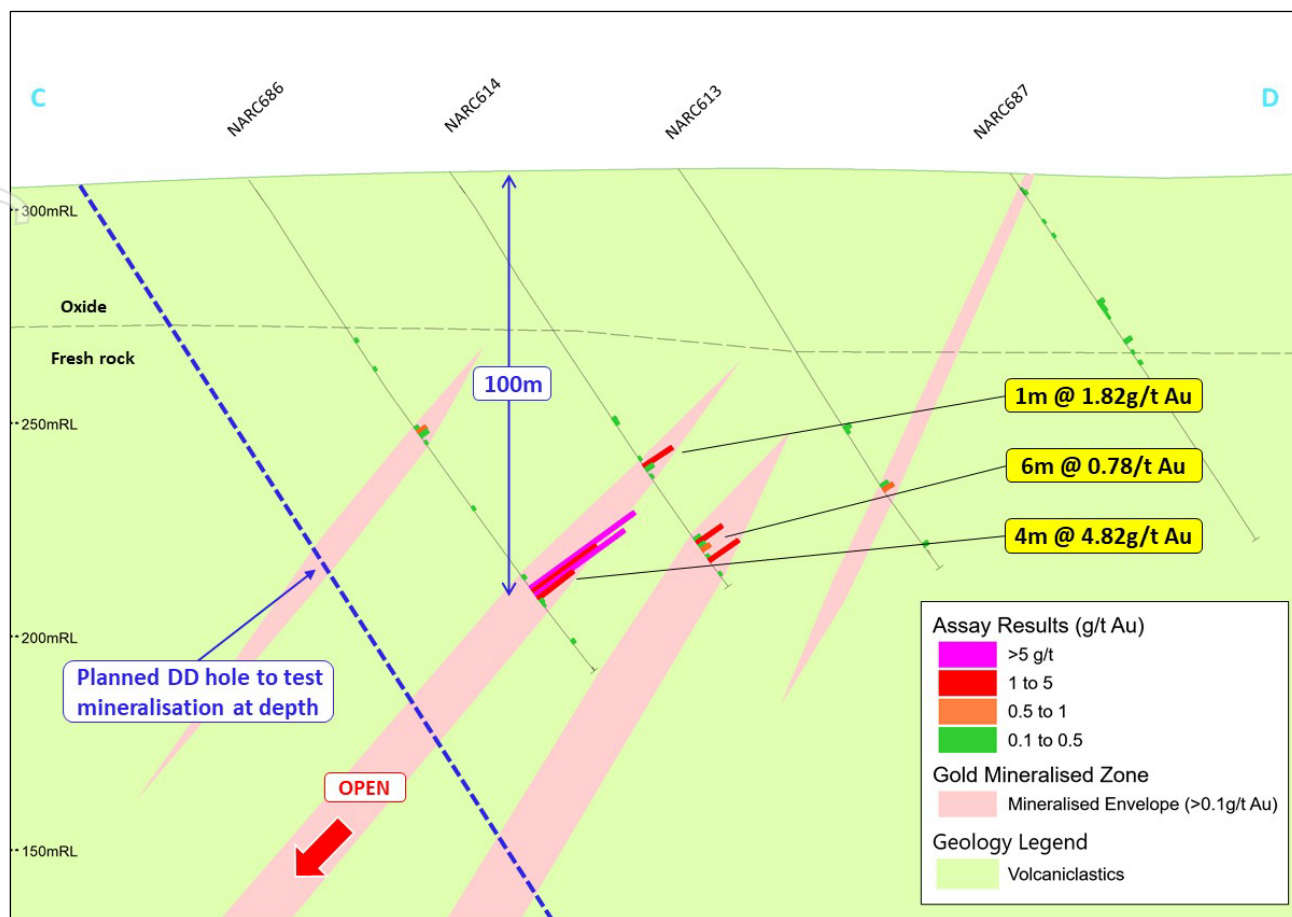 C
NARC686
NARC614
NARC613
NARC687
D
300mRL
Oxide
Fresh rock
100m
250mRL
1m @ 1.82g/t Au
6m @ 0.78/t Au
4m @ 4.82g/t Au
200mRL
Planned DD hole to test
mineralisation at depth
OPEN
150mRL
Assay Results (g/t Au)
>5 g/t
1 to 5
0.5 to 1
0.1 to 0.5
Gold Mineralised Zone
Mineralised Envelope (>0.1g/t Au)
Geology Legend
Volcaniclastics